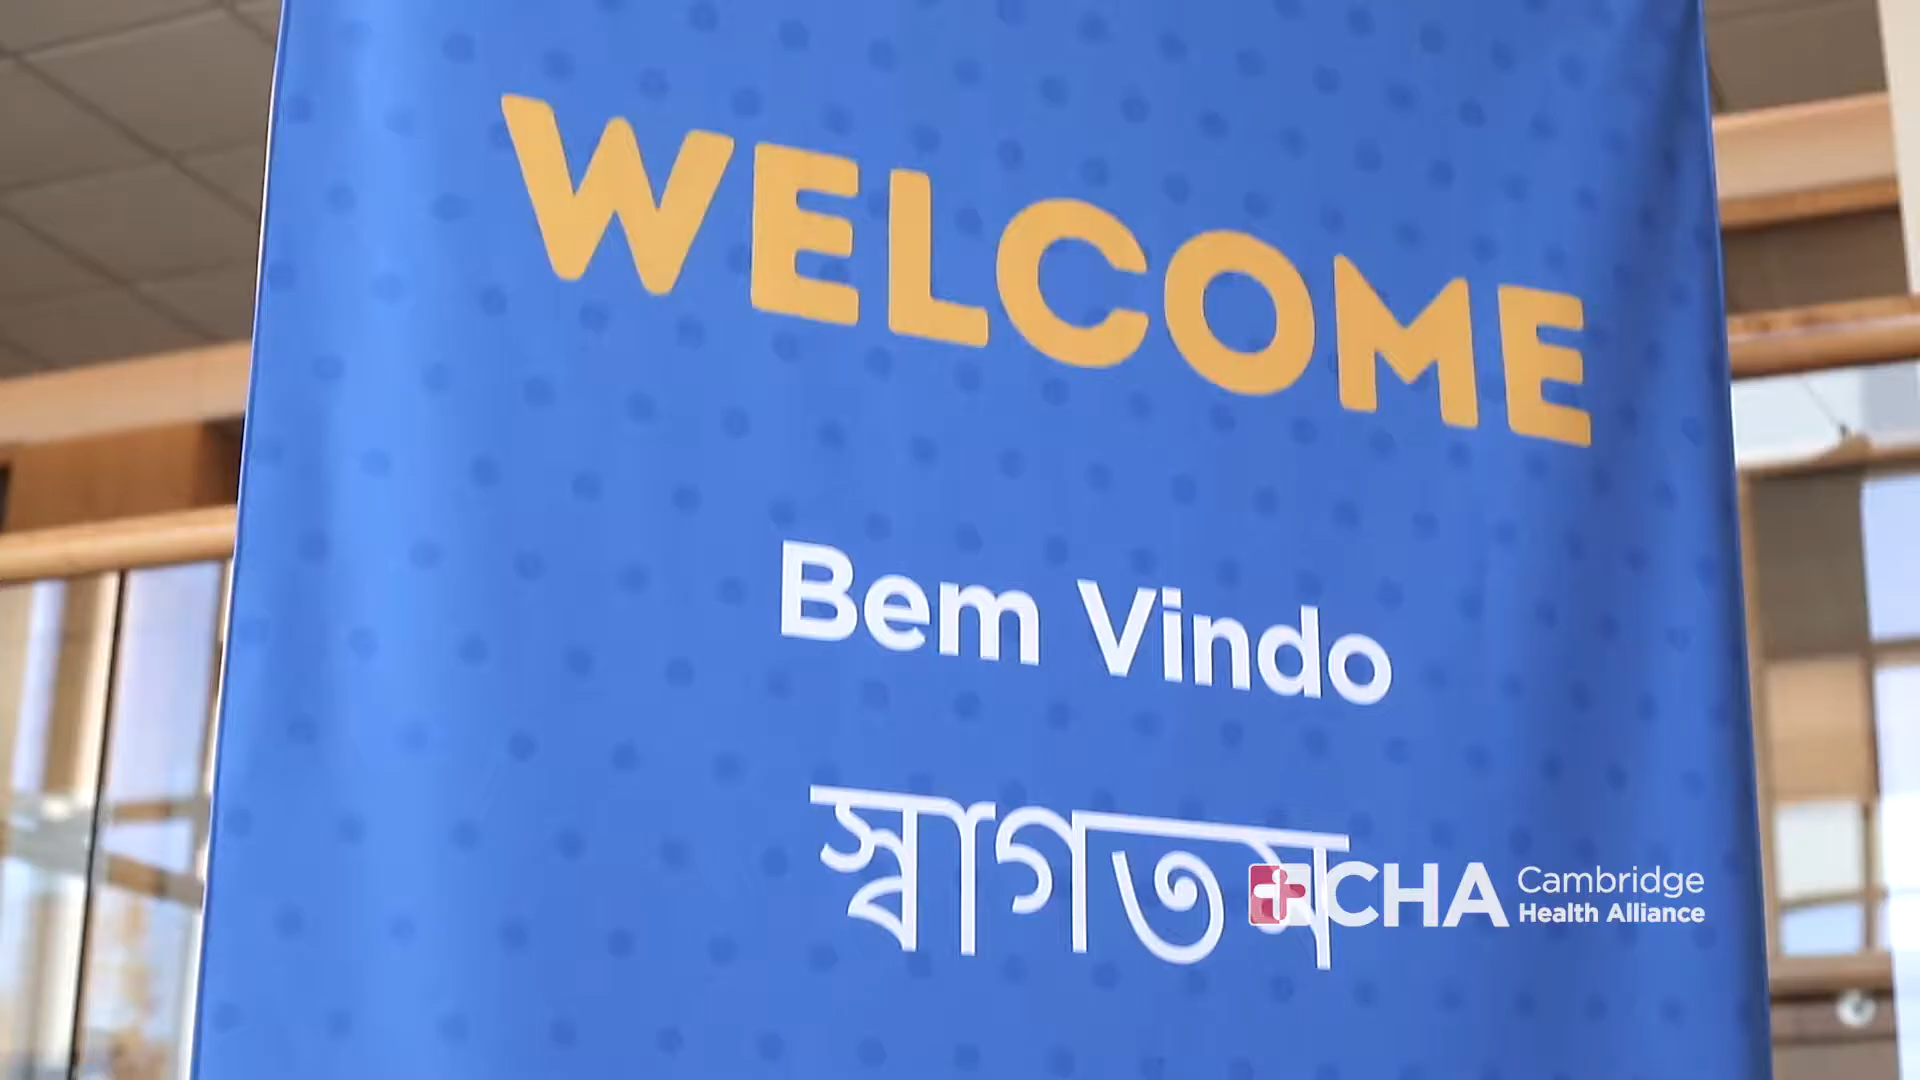 WELCOME
Bem Vindo
স্বাগতম
CHA Cambridge
Health Alliance